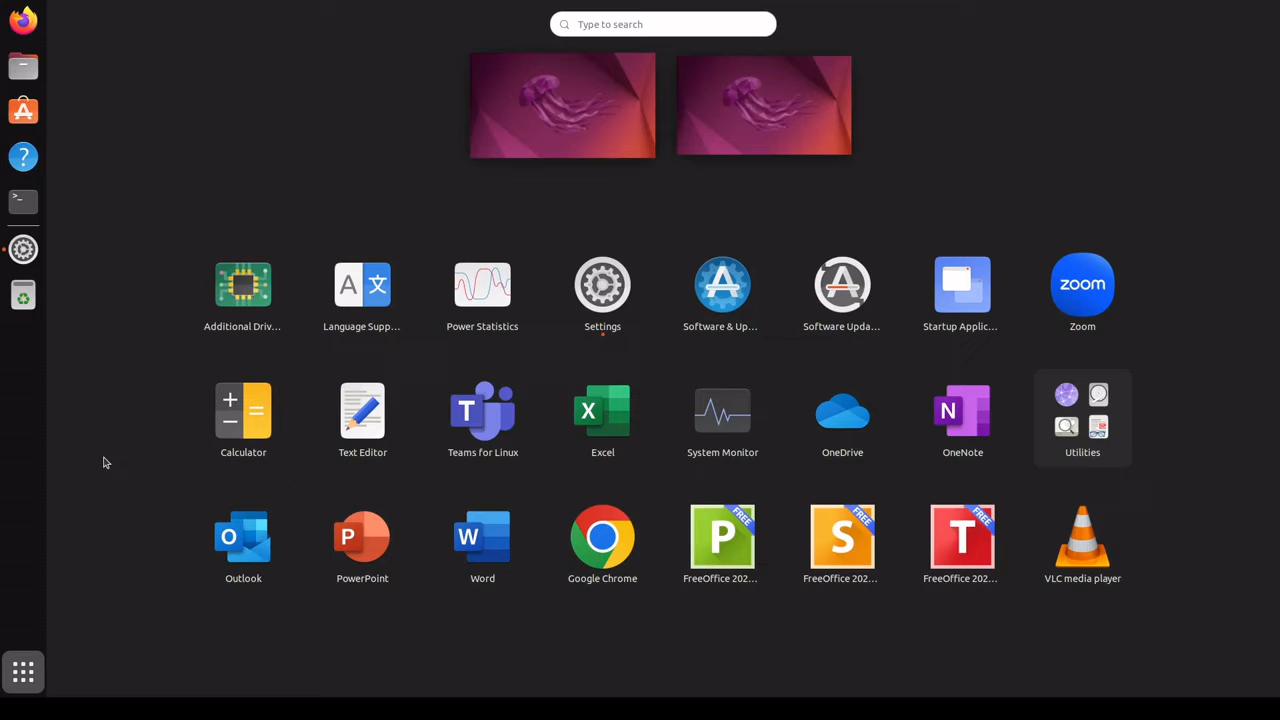 Type to search
Additional Driv...
Language Supp...
Power Statistics
Settings
Software & Up...
Software Upda...
Startup Applic...
zoom
Zoom
Calculator
Text Editor
T
Teams for Linux
X
Excel
System Monitor
OneDrive
N
OneNote
Utilities
O
Outlook
P
PowerPoint
W
Word
Google Chrome
P FREE
FreeOffice 202...
S FREE
FreeOffice 202...
T FREE
FreeOffice 202...
VLC media player